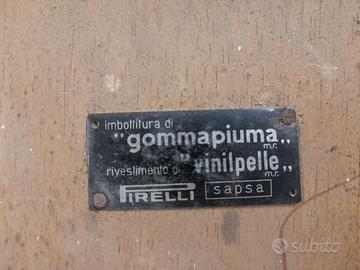 imbottitura di
"gommapiuma„
m.r.
rivestimento di "vinilpelle„
m.r.
PIRELLI sapsa
subito